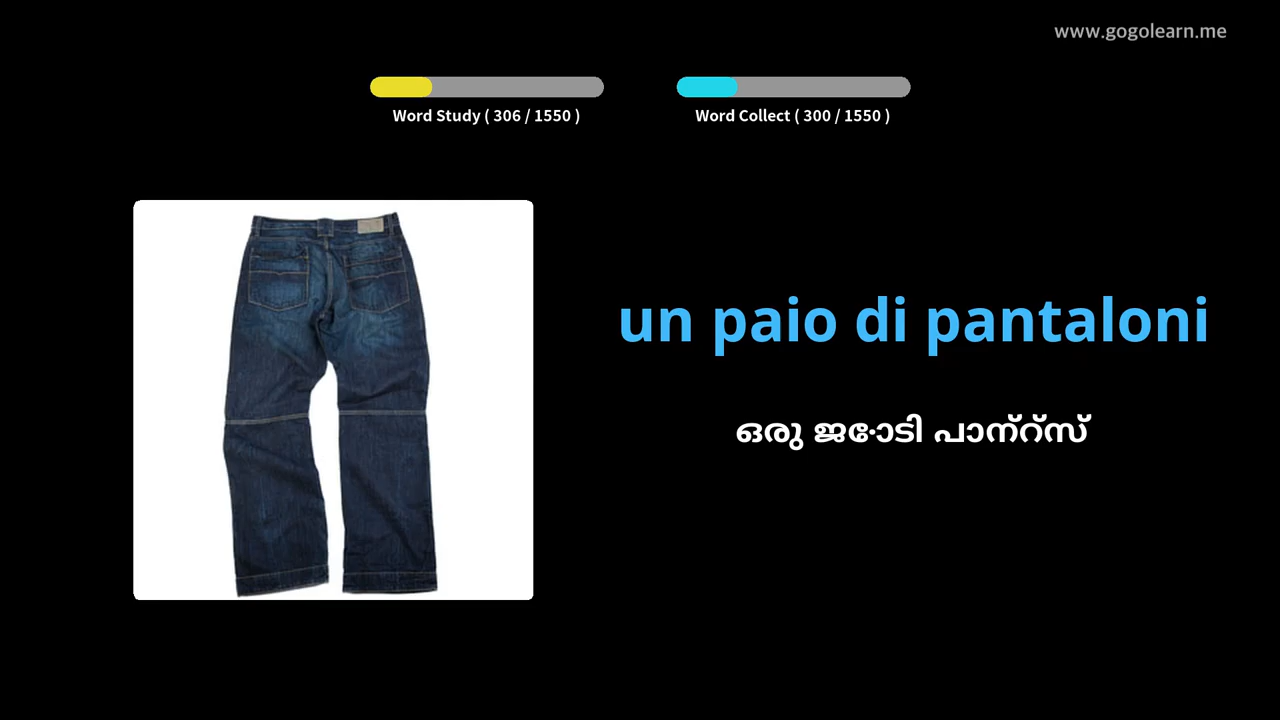 www.gogolearn.me
Word Study ( 306 / 1550 )
Word Collect ( 300 / 1550 )
un paio di pantaloni
ഒരു ജോടി പാന്റ്സ്